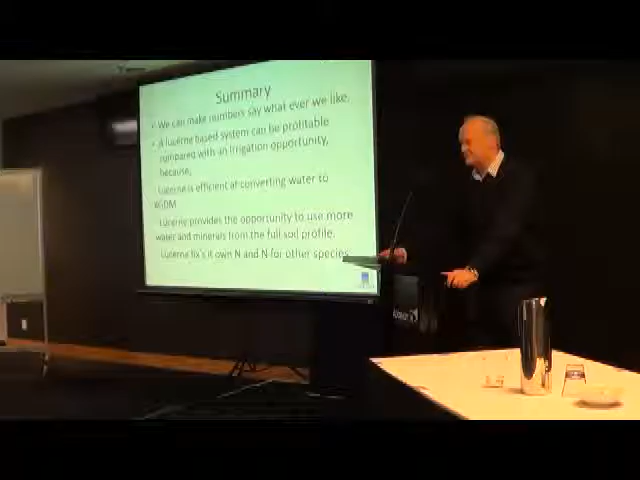 Summary
• We can make numbers say what ever we like.
• A lucerne based system can be profitable
compared with an irrigation opportunity,
because,
Lucerne is efficient at converting water to
KGDM
Lucerne provides the opportunity to use more
water and minerals from the full soil profile.
Lucerne fix's it own N and N for other species.